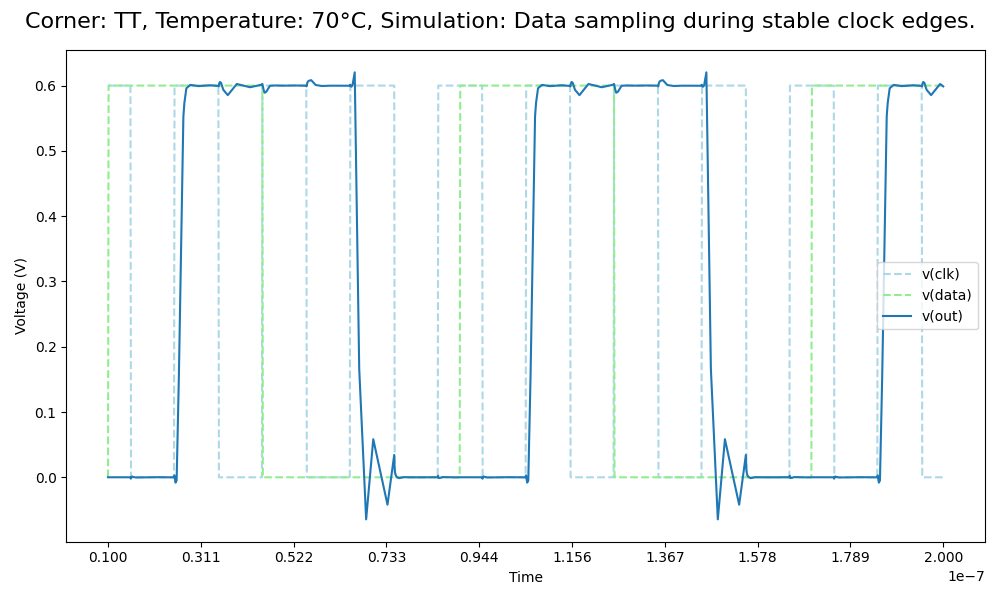 Corner: TT, Temperature: 70°C, Simulation: Data sampling during stable clock edges.
Voltage (V)
0.6
0.5
0.4
0.3
0.2
0.1
0.0
v(clk)
v(data)
v(out)
0.100 0.311 0.522 0.733 0.944 1.156 1.367 1.578 1.789 2.000
1e−7
Time